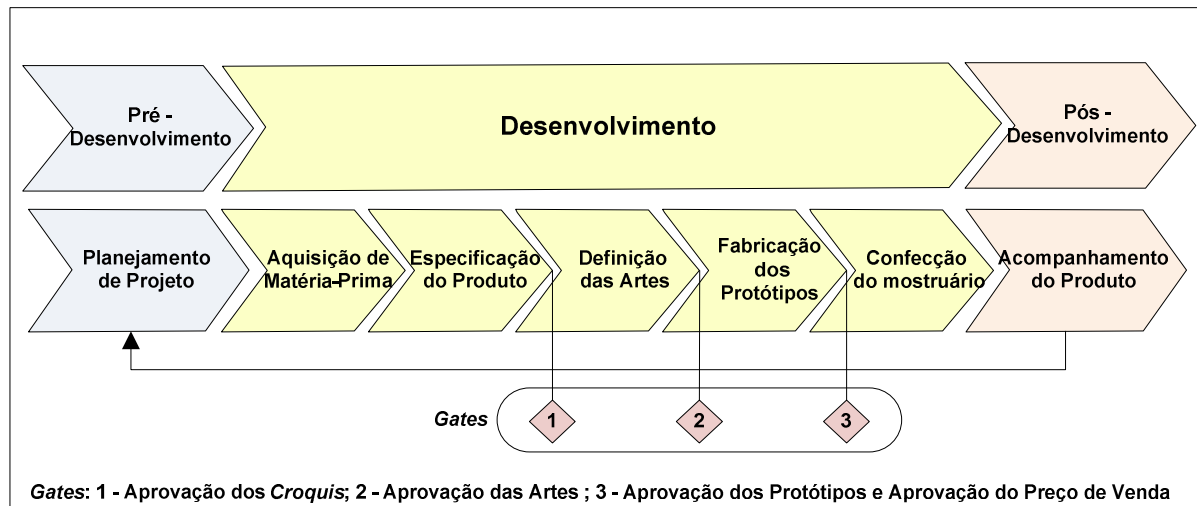 Pré -
Desenvolvimento
Desenvolvimento
Pós -
Desenvolvimento
Planejamento
de Projeto
Aquisição de
Matéria-Prima
Especificação
do Produto
Definição
das Artes
Fabricação
dos
Protótipos
Confecção
do mostruário
Acompanhamento
do Produto
Gates
1
2
3
Gates: 1 - Aprovação dos Croquis; 2 - Aprovação das Artes ; 3 - Aprovação dos Protótipos e Aprovação do Preço de Venda